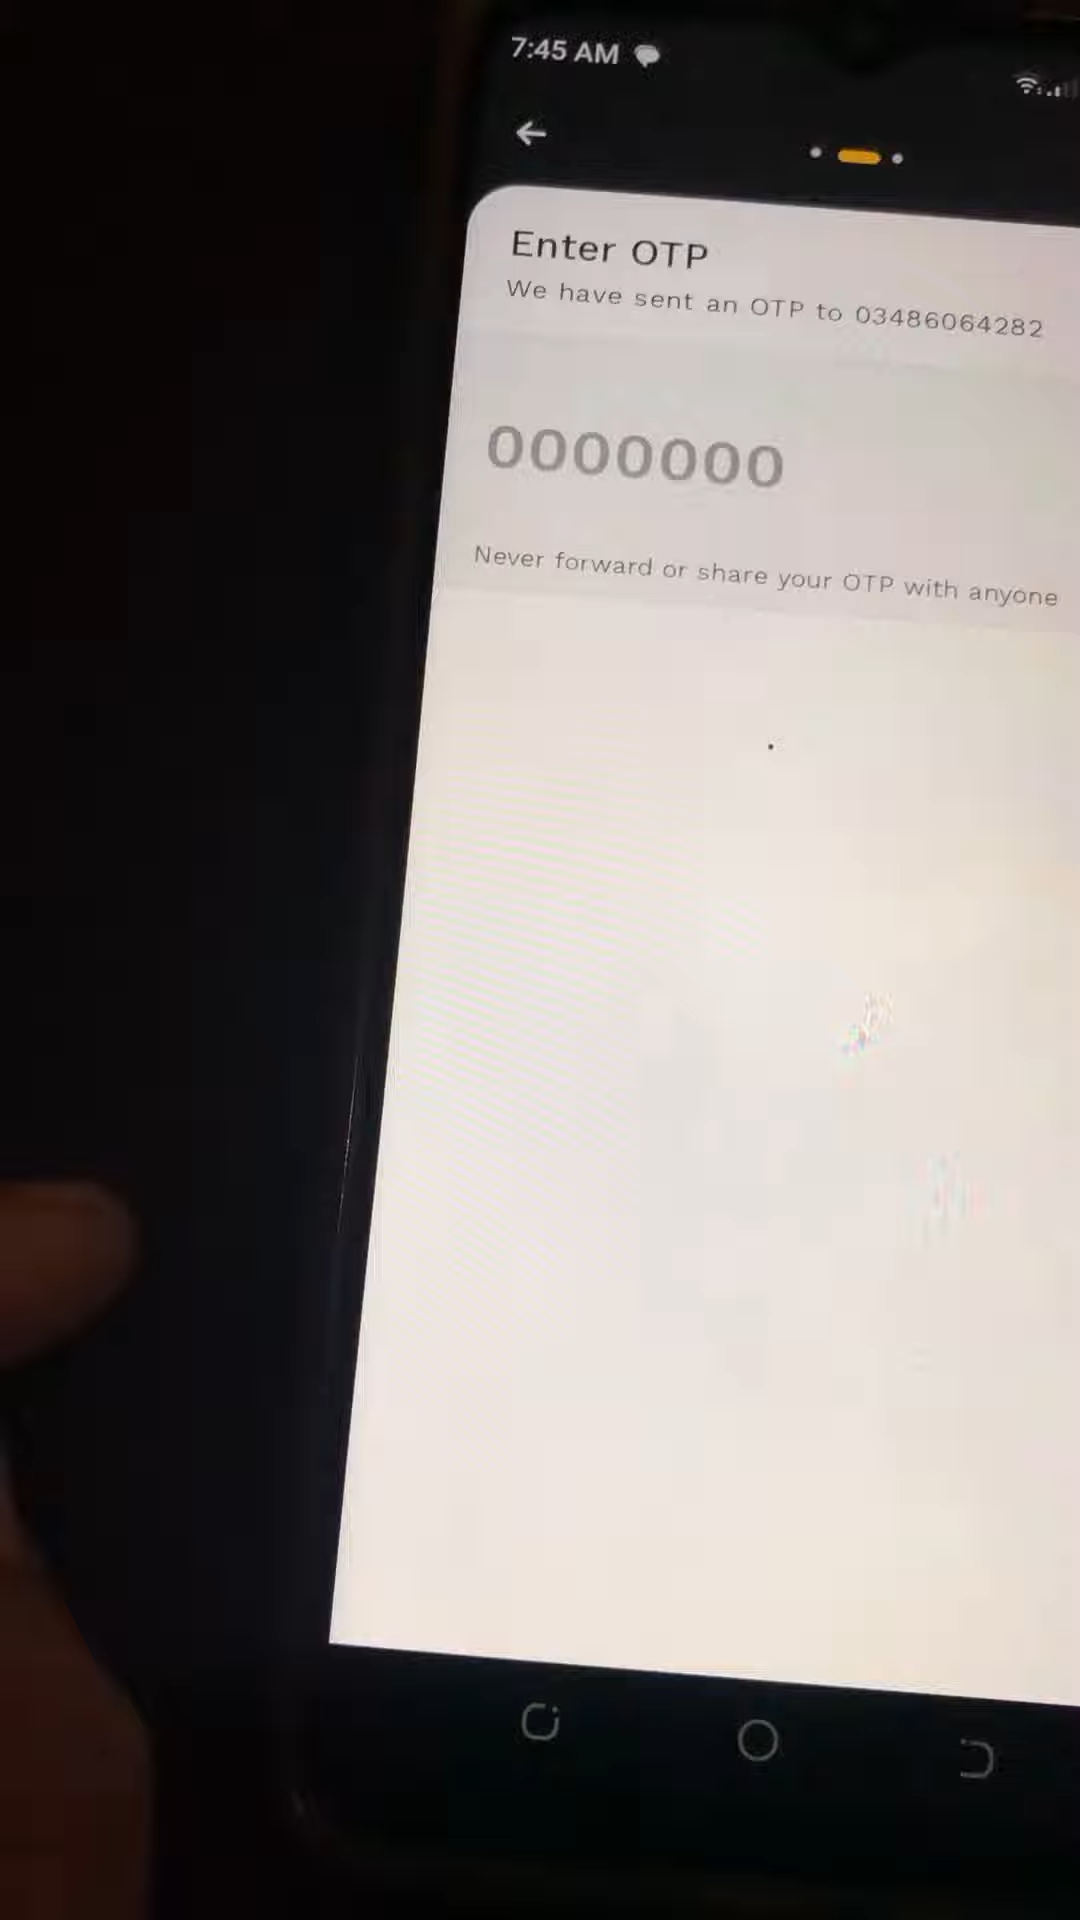 7:45 AM
Enter OTP
We have sent an OTP to 03486064282
0000000
Never forward or share your OTP with anyone